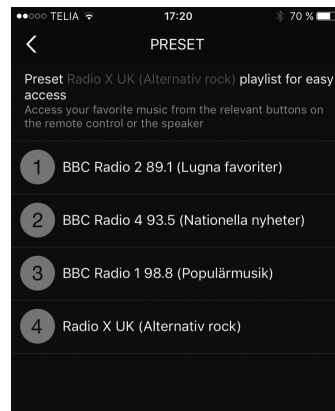 TELIA 17:20 70 %
PRESET
Preset Radio X UK (Alternativ rock) playlist for easy
access
Access your favorite music from the relevant buttons on
the remote control or the speaker
1 BBC Radio 2 89.1 (Lugna favoriter)
2 BBC Radio 4 93.5 (Nationella nyheter)
3 BBC Radio 1 98.8 (Populärmusik)
4 Radio X UK (Alternativ rock)